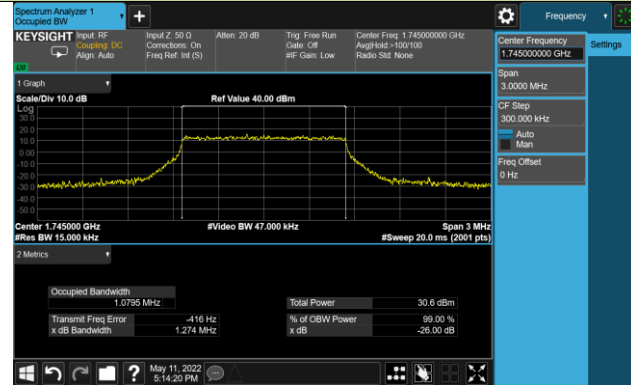 Spectrum Analyzer 1
Occupied BW
Frequency
KEYSIGHT
Input: RF
Coupling: DC
Align: Auto
Input Z: 50 Ω
Corrections: On
Freq Ref: Int (S)
Atten: 20 dB
Trig: Free Run
Gate: Off
#IF Gain: Low
Center Freq: 1.745000000 GHz
Avg|Hold:>100/100
Radio Std: None
Center Frequency
1.745000000 GHz
Settings
Span
3.0000 MHz
CF Step
300.000 kHz
Auto
Man
Freq Offset
0 Hz
1 Graph
Scale/Div 10.0 dB
Ref Value 40.00 dBm
Log
30.0
20.0
10.0
0.00
-10.0
-20.0
-30.0
-40.0
-50.0
Center 1.745000 GHz
#Video BW 47.000 kHz
Span 3 MHz
#Res BW 15.000 kHz
#Sweep 20.0 ms (2001 pts)
2 Metrics
Occupied Bandwidth
1.0795 MHz
Total Power 30.6 dBm
Transmit Freq Error -416 Hz
% of OBW Power 99.00 %
x dB Bandwidth 1.274 MHz
x dB -26.00 dB
?
May 11, 2022
5:14:20 PM